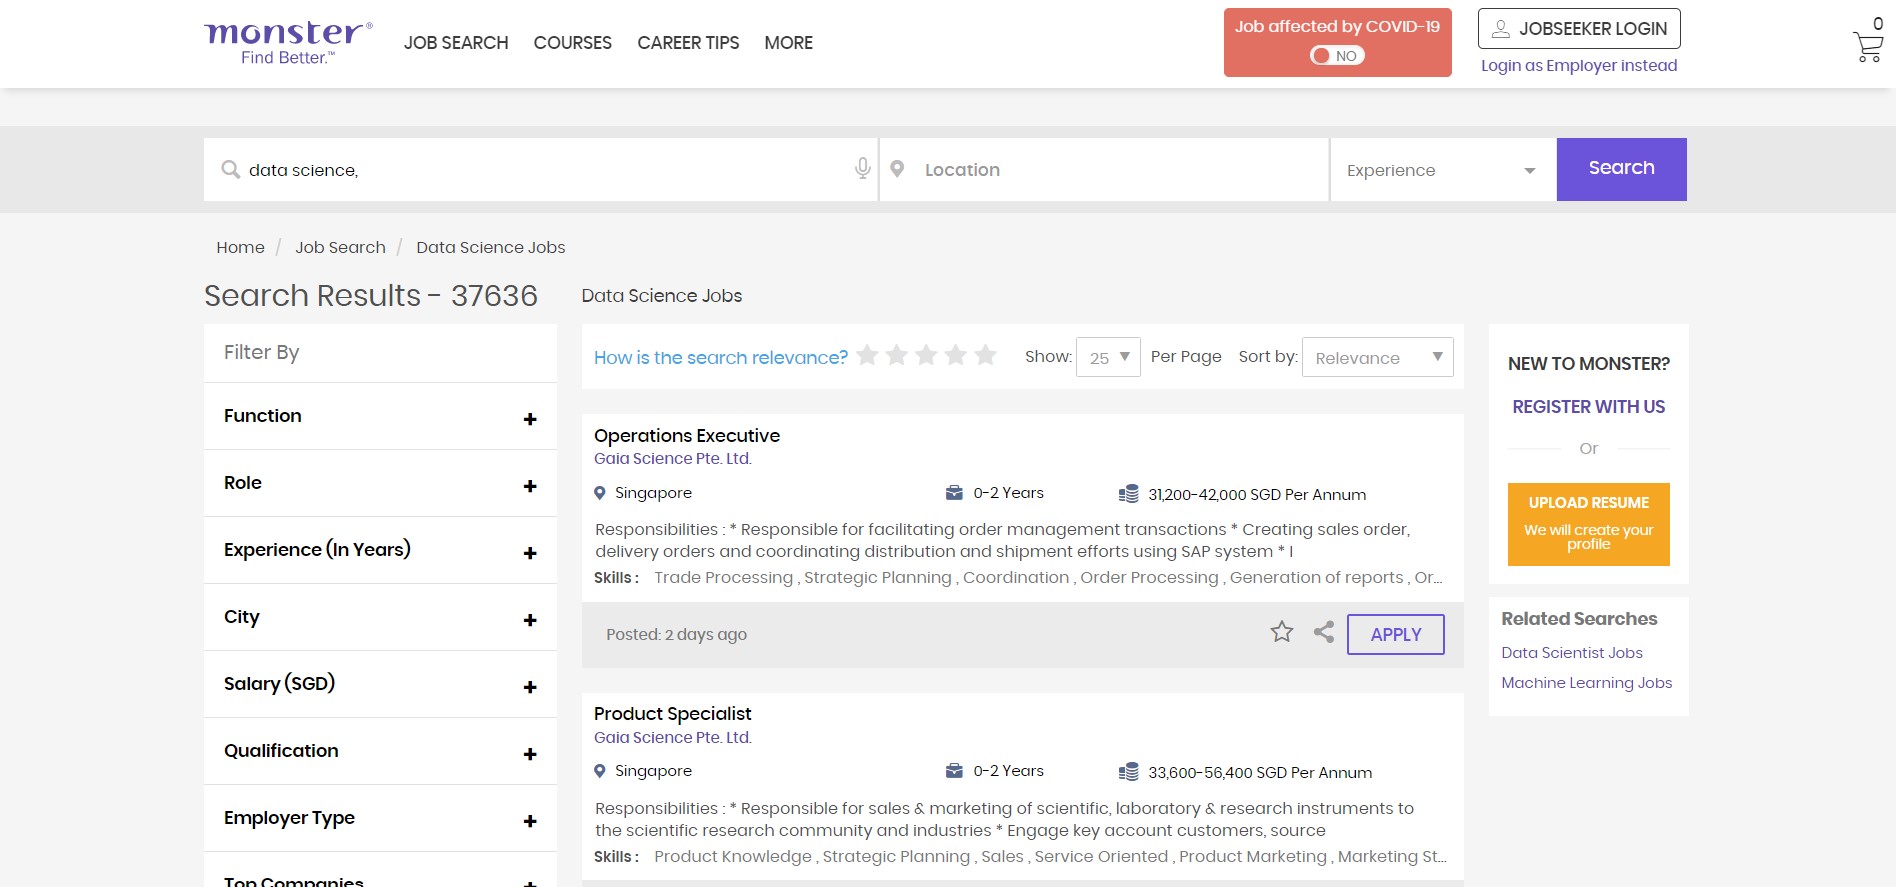 monster®
Find Better.™
JOB SEARCH COURSES CAREER TIPS MORE
Job affected by COVID-19
NO
JOBSEEKER LOGIN
Login as Employer instead
0
data science,
Location
Experience
Search
Home / Job Search / Data Science Jobs
Search Results - 37636
Data Science Jobs
Filter By
Function
Role
Experience (In Years)
City
Salary (SGD)
Qualification
Employer Type
Top Companies
How is the search relevance?
Show: 25 Per Page Sort by: Relevance
Operations Executive
Gaia Science Pte. Ltd.
Singapore 0-2 Years 31,200-42,000 SGD Per Annum
Responsibilities : * Responsible for facilitating order management transactions * Creating sales order,
delivery orders and coordinating distribution and shipment efforts using SAP system * I
Skills : Trade Processing , Strategic Planning , Coordination , Order Processing , Generation of reports , Or...
Posted: 2 days ago
APPLY
Product Specialist
Gaia Science Pte. Ltd.
Singapore 0-2 Years 33,600-56,400 SGD Per Annum
Responsibilities : * Responsible for sales & marketing of scientific, laboratory & research instruments to
the scientific research community and industries * Engage key account customers, source
Skills : Product Knowledge , Strategic Planning , Sales , Service Oriented , Product Marketing , Marketing St...
NEW TO MONSTER?
REGISTER WITH US
Or
UPLOAD RESUME
We will create your
profile
Related Searches
Data Scientist Jobs
Machine Learning Jobs